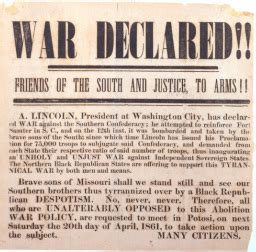 WAR DECLARED!!
FRIENDS OF THE SOUTH AND JUSTICE, TO ARMS!!
A. LINCOLN, President at Washington City, has declar-
ed WAR against the Southern Confederacy; he attempted to reinforce Fort
Sumter in S. C., and on the 12th inst. it was bombarded and taken by the
brave sons of the South; since which time Lincoln has issued his Proclama-
tion for 75,000 troops to subjugate said Confederacy, and demanded from
each State their respective ratio of said number of troops, thus inaugurating
an UNHOLY and UNJUST WAR against Independent Sovereign States.
The Northern Black Republican States are offering to support this TYRAN-
NICAL WAR by both men and means.
Brave sons of Missouri shall we stand still and see our
Southern brothers thus tyrannized over by a Black Repub-
lican DESPOTISM. No, never, never. Therefore, all
who are UNALTERABLY OPPOSED to this Abolition
WAR POLICY, are requested to meet in Potosi, on next
Saturday the 20th day of April, 1861, to take action upon
the subject. MANY CITIZENS.